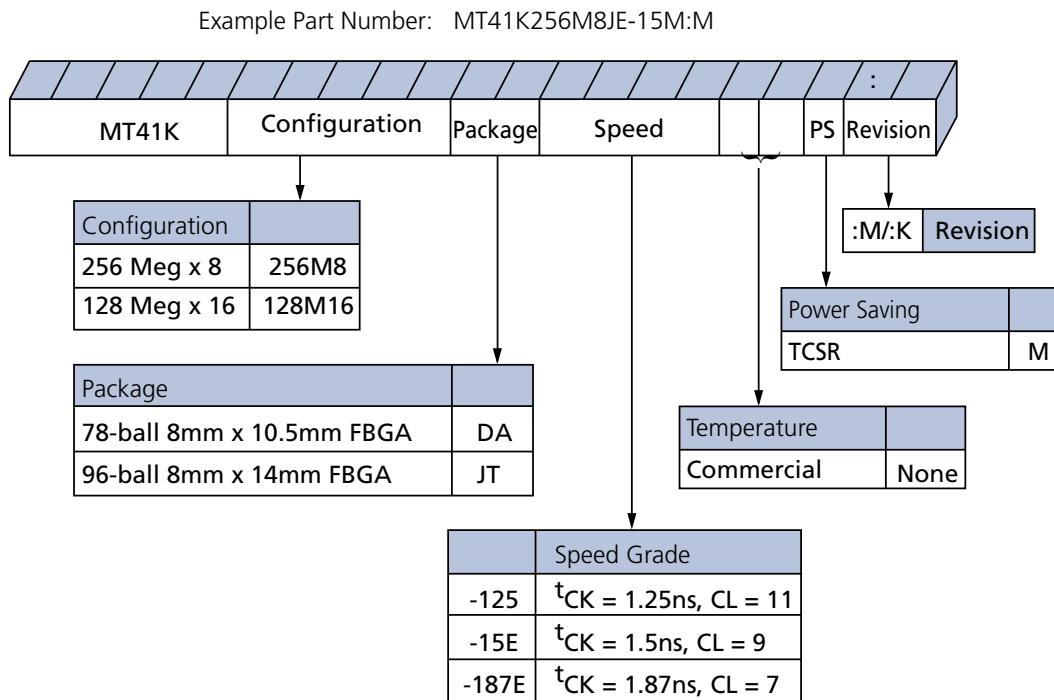 Example Part Number: MT41K256M8JE-15M:M
:
MT41K Configuration Package Speed PS Revision
Configuration
256 Meg x 8 256M8
128 Meg x 16 128M16
:M/:K Revision
Power Saving
TCSR M
Package
78-ball 8mm x 10.5mm FBGA DA
96-ball 8mm x 14mm FBGA JT
Temperature
Commercial None
Speed Grade
-125 tCK = 1.25ns, CL = 11
-15E tCK = 1.5ns, CL = 9
-187E tCK = 1.87ns, CL = 7